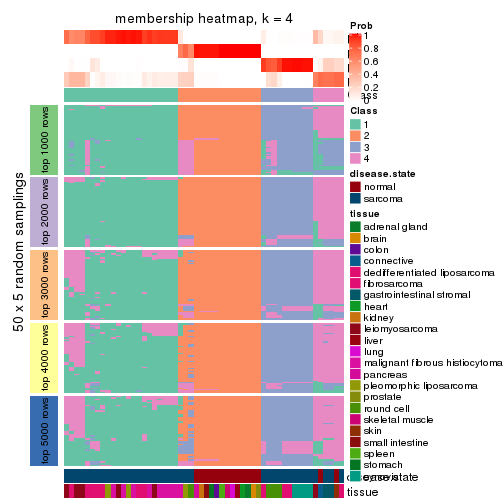 membership heatmap, k = 4
50 x 5 random samplings
top 1000 rows
top 2000 rows
top 3000 rows
top 4000 rows
top 5000 rows
Prob
1
0.8
0.6
0.4
0.2
0
Class
1
2
3
4
disease.state
normal
sarcoma
tissue
adrenal gland
brain
colon
connective
dedifferentiated liposarcoma
fibrosarcoma
gastrointestinal stromal
heart
kidney
leiomyosarcoma
liver
lung
malignant fibrous histiocytoma
pancreas
pleomorphic liposarcoma
prostate
round cell
skeletal muscle
skin
small intestine
spleen
stomach
tissue